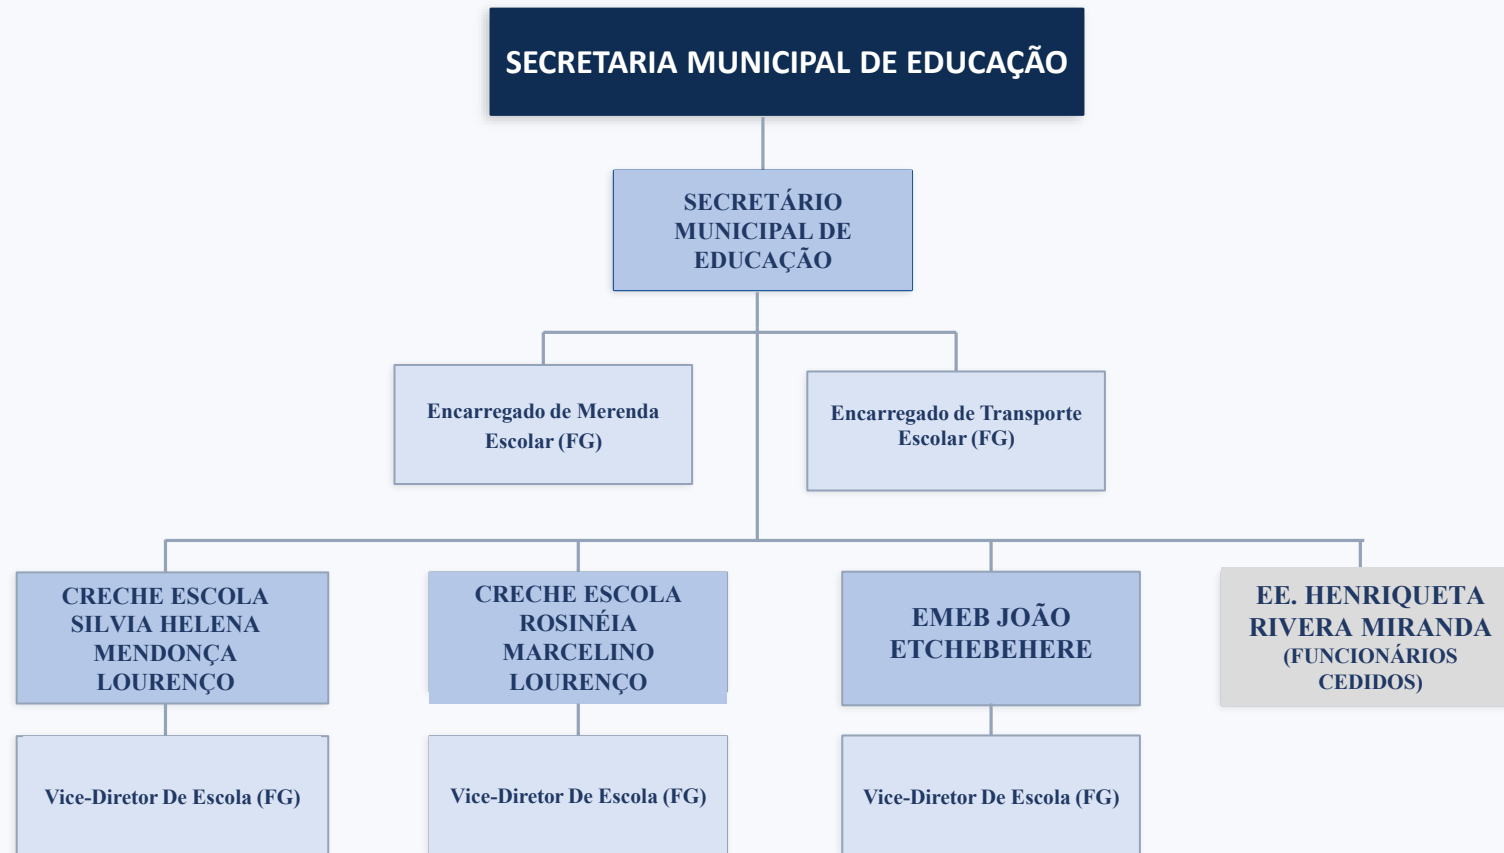 SECRETARIA MUNICIPAL DE EDUCAÇÃO
SECRETÁRIO
MUNICIPAL DE
EDUCAÇÃO
Encarregado de Merenda
Escolar (FG)
Encarregado de Transporte
Escolar (FG)
CRECHE ESCOLA
SILVIA HELENA
MENDONÇA
LOURENÇO
CRECHE ESCOLA
ROSINÉIA
MARCELINO
LOURENÇO
EMEB JOÃO
ETCHEBEHERE
EE. HENRIQUETA
RIVERA MIRANDA
(FUNCIONÁRIOS
CEDIDOS)
Vice-Diretor De Escola (FG)
Vice-Diretor De Escola (FG)
Vice-Diretor De Escola (FG)